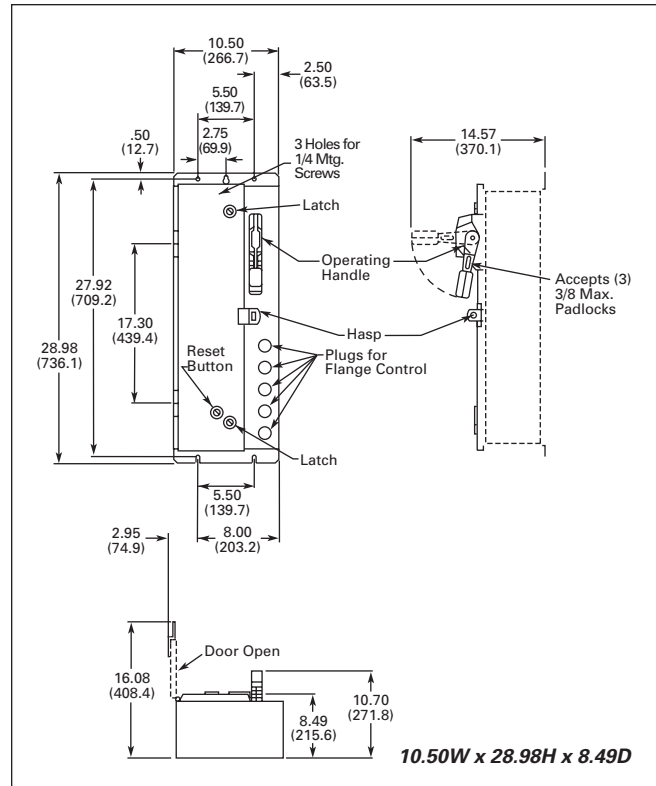 10.50
(266.7)
2.50
(63.5)
5.50
(139.7)
.50
(12.7)
2.75
(69.9)
3 Holes for
1/4 Mtg.
Screws
14.57
(370.1)
Latch
Operating
Handle
Accepts (3)
3/8 Max.
Padlocks
27.92
(709.2)
17.30
(439.4)
Hasp
28.98
(736.1)
Reset
Button
Plugs for
Flange Control
Latch
5.50
(139.7)
2.95
(74.9)
8.00
(203.2)
Door Open
16.08
(408.4)
10.70
(271.8)
8.49
(215.6)
10.50W x 28.98H x 8.49D